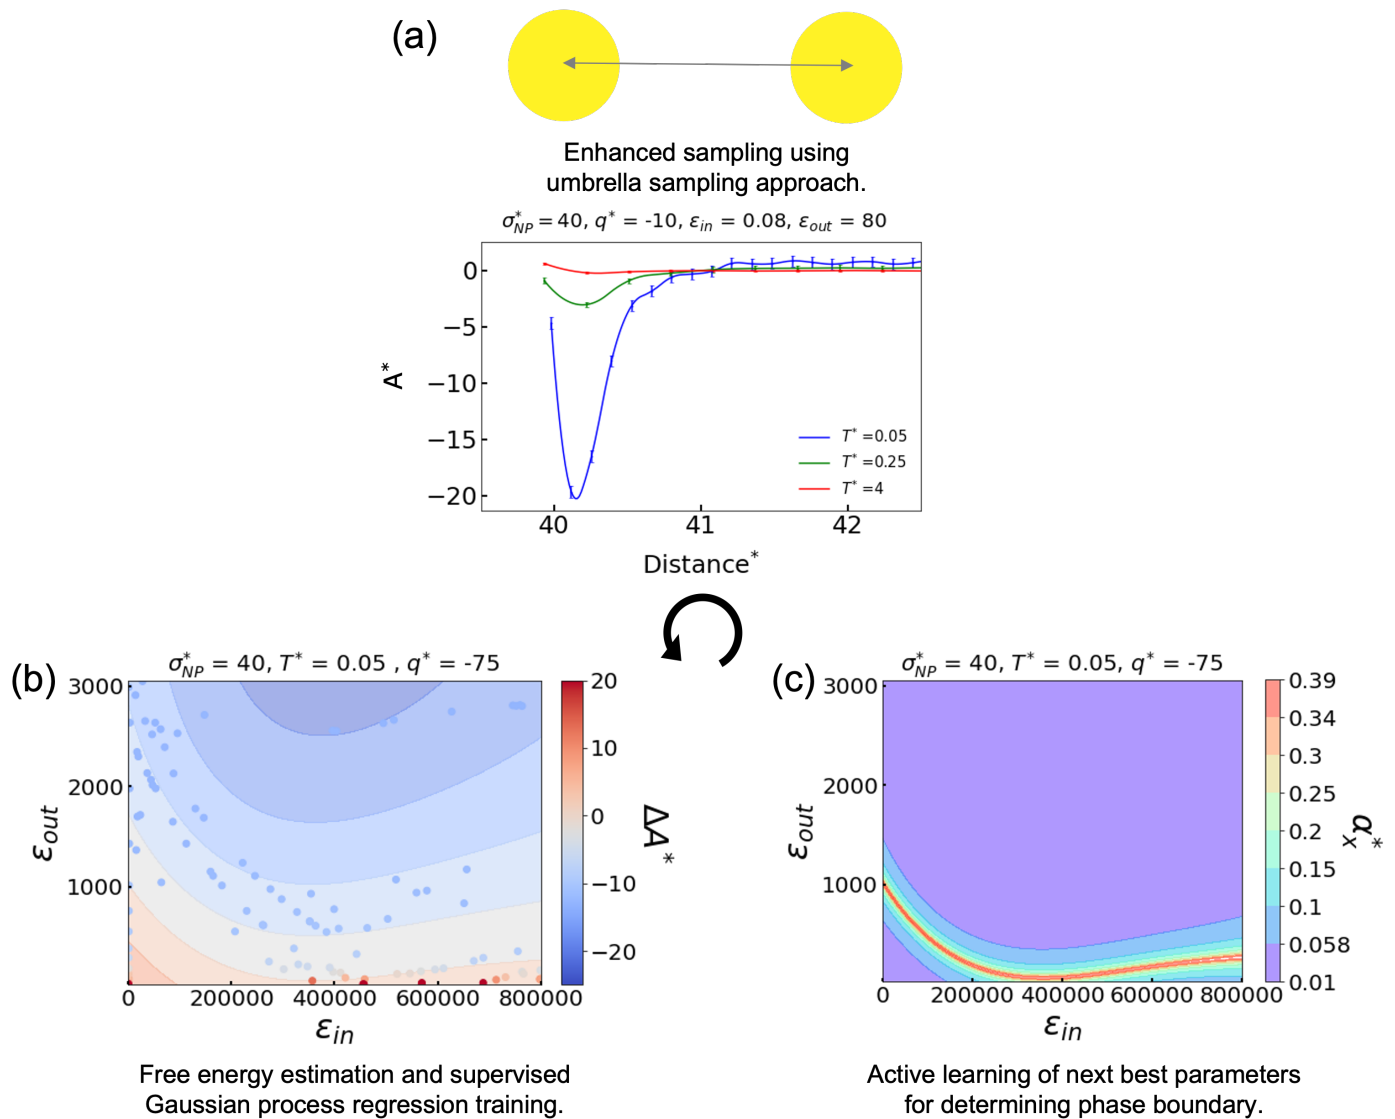 (a)
Enhanced sampling using
umbrella sampling approach.
σ*NP = 40, q* = -10, εin = 0.08, εout = 80
0
−5
−10
−15
−20
A*
T* =0.05
T* =0.25
T* =4
40 41 42
Distance*
(b)
σ*NP = 40, T* = 0.05 , q* = -75
3000
2000
1000
εout
0 200000 400000 600000 800000
εin
20
10
0
−10
−20
ΔA*
Free energy estimation and supervised
Gaussian process regression training.
(c)
σ*NP = 40, T* = 0.05, q* = -75
3000
2000
1000
εout
0 200000 400000 600000 800000
εin
0.39
0.34
0.3
0.25
0.2
0.15
0.1
0.058
0.01
α*x
Active learning of next best parameters
for determining phase boundary.